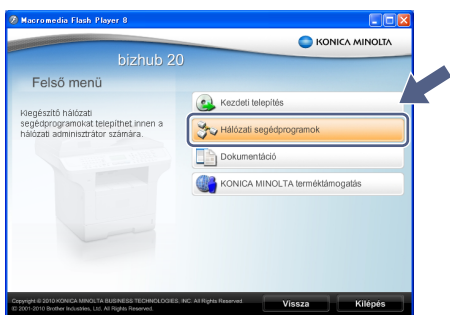 Macromedia Flash Player 8
KONICA MINOLTA
bizhub 20
Felső menü
Kiegészítő hálózati
segédprogramokat telepíthet innen a
hálózati adminisztrátor számára.
Kezdeti telepítés
Hálózati segédprogramok
Dokumentáció
KONICA MINOLTA terméktámogatás
Copyright © 2010 KONICA MINOLTA BUSINESS TECHNOLOGIES, INC. All Rights Reserved.
© 2001-2010 Brother Industries, Ltd. All Rights Reserved.
Vissza
Kilépés